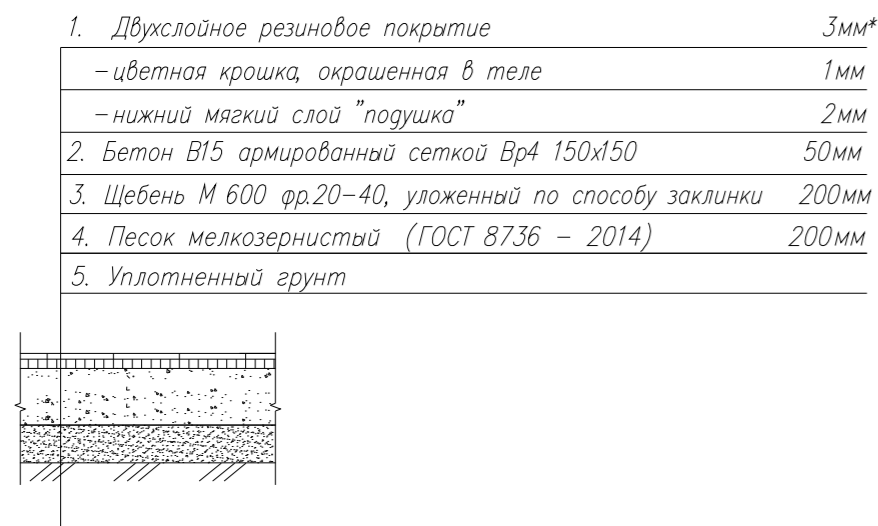 1. Двухслойное резиновое покрытие 3мм*
–цветная крошка, окрашенная в теле 1мм
–нижний мягкий слой "подушка" 2мм
2. Бетон В15 армированный сеткой Вр4 150х150 50мм
3. Щебень М 600 фр.20–40, уложенный по способу заклинки 200мм
4. Песок мелкозернистый (ГОСТ 8736 – 2014) 200мм
5. Уплотненный грунт